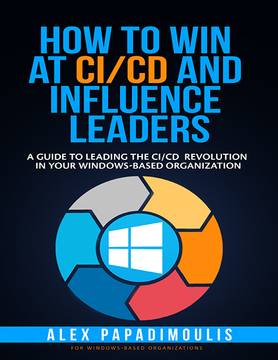 HOW TO WIN
AT CI/CD AND
INFLUENCE
LEADERS
A GUIDE TO LEADING THE CI/CD REVOLUTION
IN YOUR WINDOWS-BASED ORGANIZATION
ALEX PAPADIMOULIS
FOR WINDOWS-BASED ORGANIZATIONS